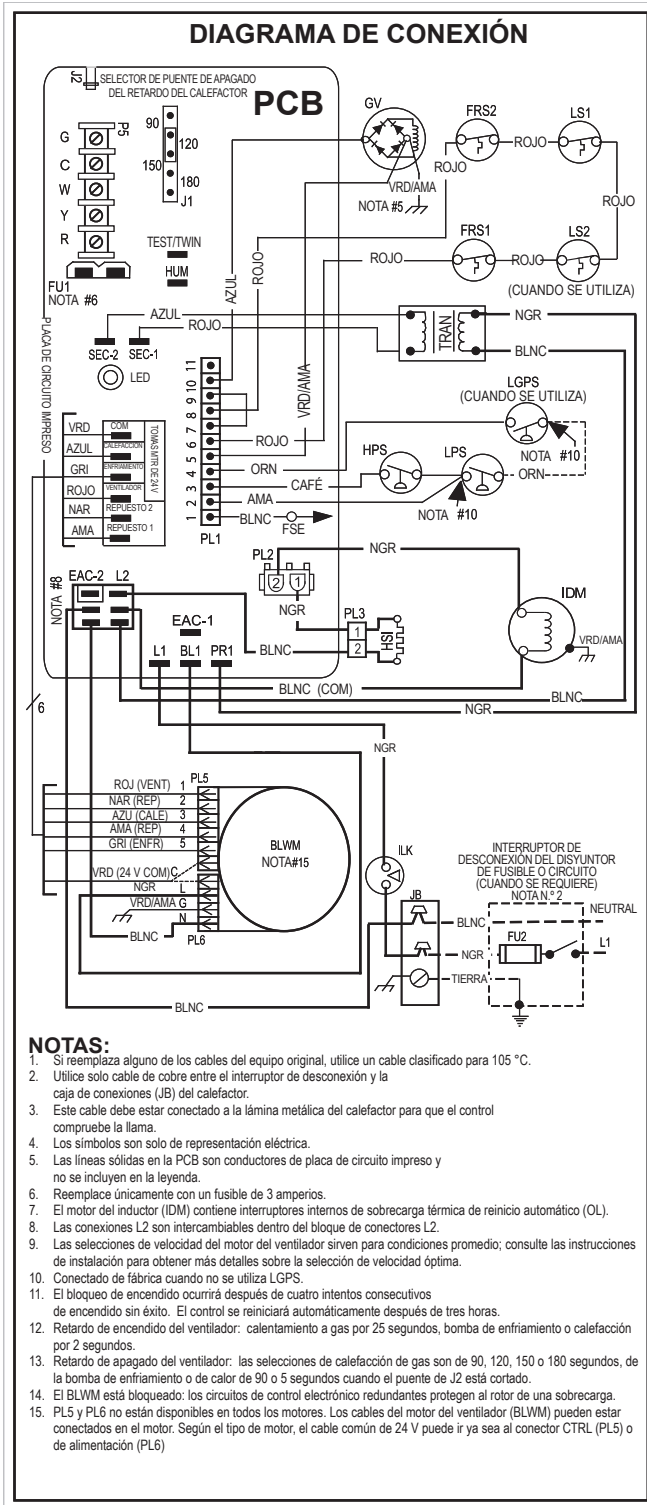 DIAGRAMA DE CONEXIÓN
J2
SELECTOR DE PUENTE DE APAGADO
DEL RETARDO DEL CALEFACTOR
PCB
P5
G
C
W
Y
R
90
120
150
180
J1
TEST/TWIN
HUM
FU1
NOTA #6
PLACA DE CIRCUITO IMPRESO
AZUL
ROJO
SEC-2
SEC-1
LED
GV
VRD/AMA
NOTA #5
FRS2
ROJO
LS1
ROJO
ROJO
ROJO
FRS1
ROJO
LS2
(CUANDO SE UTILIZA)
AZUL
ROJO
VRD/AMA
TRAN
NGR
BLNC
LGPS
(CUANDO SE UTILIZA)
NOTA #10
ORN
HPS
LPS
NOTA #10
11
10
9
8
7
6
5
4
3
2
1
PL1
ROJO
ORN
CAFÉ
AMA
BLNC
FSE
VRD
COM
AZUL
CALEFACCIÓN
GRI
ENFRIAMIENTO
ROJO
VENTILADOR
NAR
REPUESTO 2
AMA
REPUESTO 1
TOMAS MTR DE 24 V
PL2
2
1
NGR
NGR
PL3
1
2
HSI
IDM
VRD/AMA
NOTA #8
EAC-2
L2
EAC-1
L1
BL1
PR1
BLNC
BLNC (COM)
BLNC
NGR
6
NGR
ROJ (VENT) 1
NAR (REP) 2
AZU (CALE) 3
AMA (REP) 4
GRI (ENFR) 5
VRD (24 V COM) C
NGR L
VRD/AMA G
N
BLNC
PL5
PL6
BLWM
NOTA#15
BLNC
ILK
JB
BLNC
NGR
TIERRA
INTERRUPTOR DE
DESCONEXIÓN DEL DISYUNTOR
DE FUSIBLE O CIRCUITO
(CUANDO SE REQUIERE)
NOTA N.º 2
NEUTRAL
FU2
L1
NOTAS:
1. Si reemplaza alguno de los cables del equipo original, utilice un cable clasificado para 105 °C.
2. Utilice solo cable de cobre entre el interruptor de desconexión y la
caja de conexiones (JB) del calefactor.
3. Este cable debe estar conectado a la lámina metálica del calefactor para que el control
compruebe la llama.
4. Los símbolos son solo de representación eléctrica.
5. Las líneas sólidas en la PCB son conductores de placa de circuito impreso y
no se incluyen en la leyenda.
6. Reemplace únicamente con un fusible de 3 amperios.
7. El motor del inductor (IDM) contiene interruptores internos de sobrecarga térmica de reinicio automático (OL).
8. Las conexiones L2 son intercambiables dentro del bloque de conectores L2.
9. Las selecciones de velocidad del motor del ventilador sirven para condiciones promedio; consulte las instrucciones
de instalación para obtener más detalles sobre la selección de velocidad óptima.
10. Conectado de fábrica cuando no se utiliza LGPS.
11. El bloqueo de encendido ocurrirá después de cuatro intentos consecutivos
de encendido sin éxito. El control se reiniciará automáticamente después de tres horas.
12. Retardo de encendido del ventilador: calentamiento a gas por 25 segundos, bomba de enfriamiento o calefacción
por 2 segundos.
13. Retardo de apagado del ventilador: las selecciones de calefacción de gas son de 90, 120, 150 o 180 segundos, de
la bomba de enfriamiento o de calor de 90 o 5 segundos cuando el puente de J2 está cortado.
14. El BLWM está bloqueado: los circuitos de control electrónico redundantes protegen al rotor de una sobrecarga.
15. PL5 y PL6 no están disponibles en todos los motores. Los cables del motor del ventilador (BLWM) pueden estar
conectados en el motor. Según el tipo de motor, el cable común de 24 V puede ir ya sea al conector CTRL (PL5) o
de alimentación (PL6)